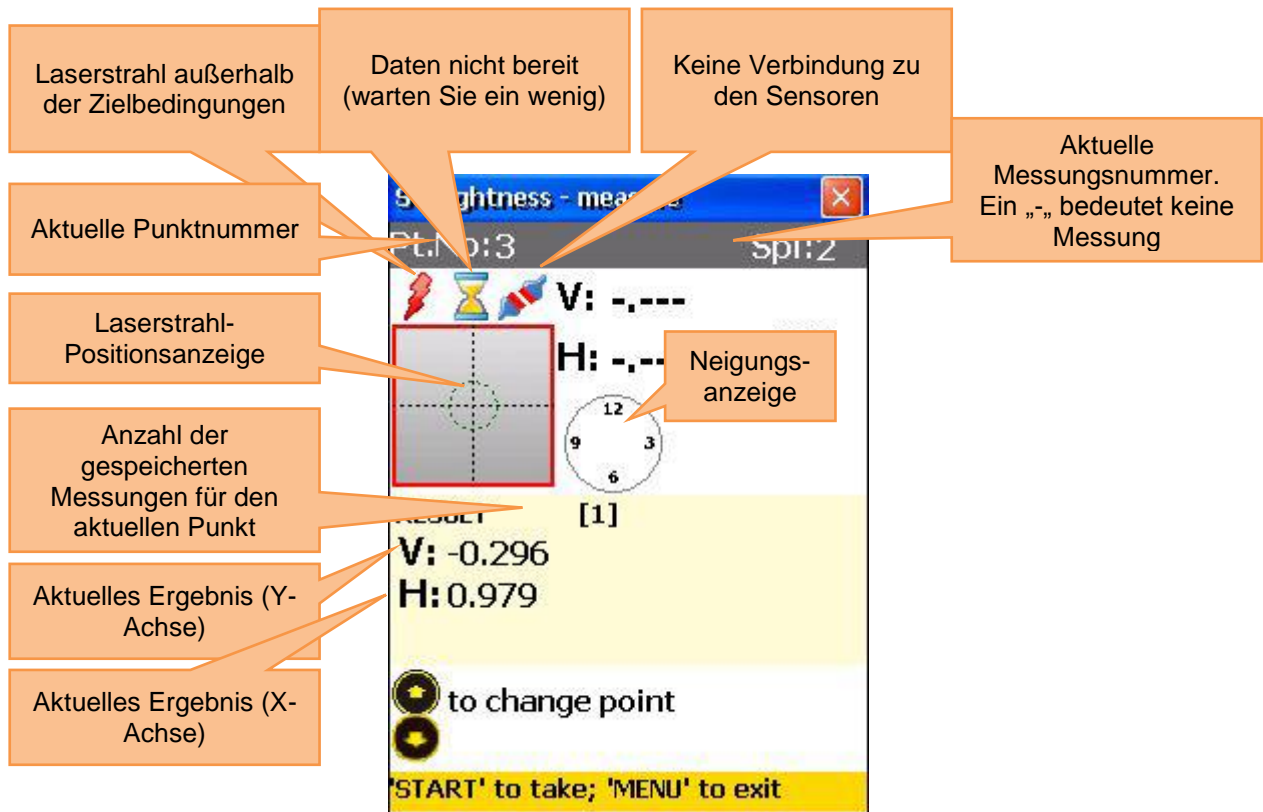 Laserstrahl außerhalb
der Zielbedingungen
Daten nicht bereit
(warten Sie ein wenig)
Keine Verbindung zu
den Sensoren
Aktuelle
Messungsnummer.
Ein „-„ bedeutet keine
Messung
Aktuelle Punktnummer
Laserstrahl-
Positionsanzeige
Anzahl der
gespeicherten
Messungen für den
aktuellen Punkt
Aktuelles Ergebnis (Y-
Achse)
Aktuelles Ergebnis (X-
Achse)
Neigungs-
anzeige
- 
Pt.No:3
Spl:2
V: -.---
H: -.--
12
9 3
6
[1]
V: -0.296
H: 0.979
to change point
'START' to take; 'MENU' to exit